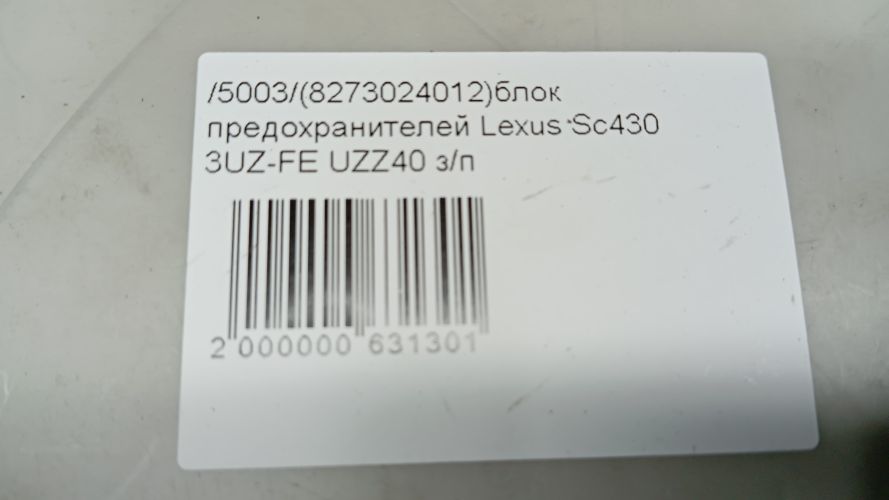 /5003/(8273024012)блок
предохранителей Lexus Sc430
3UZ-FE UZZ40 з/п
2 000000 631301